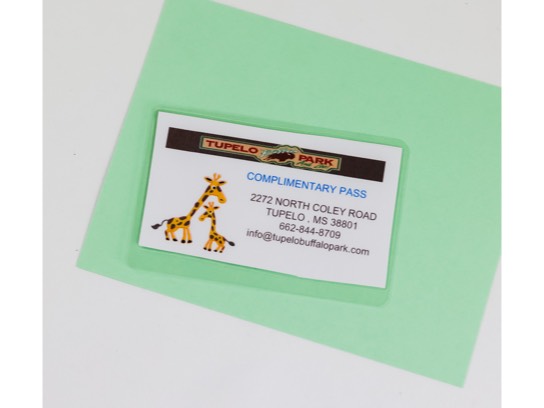 TUPELO PARK
COMPLIMENTARY PASS
2272 NORTH COLEY ROAD
TUPELO . MS 38801
662-844-8709
info@tupelobuffalopark.com